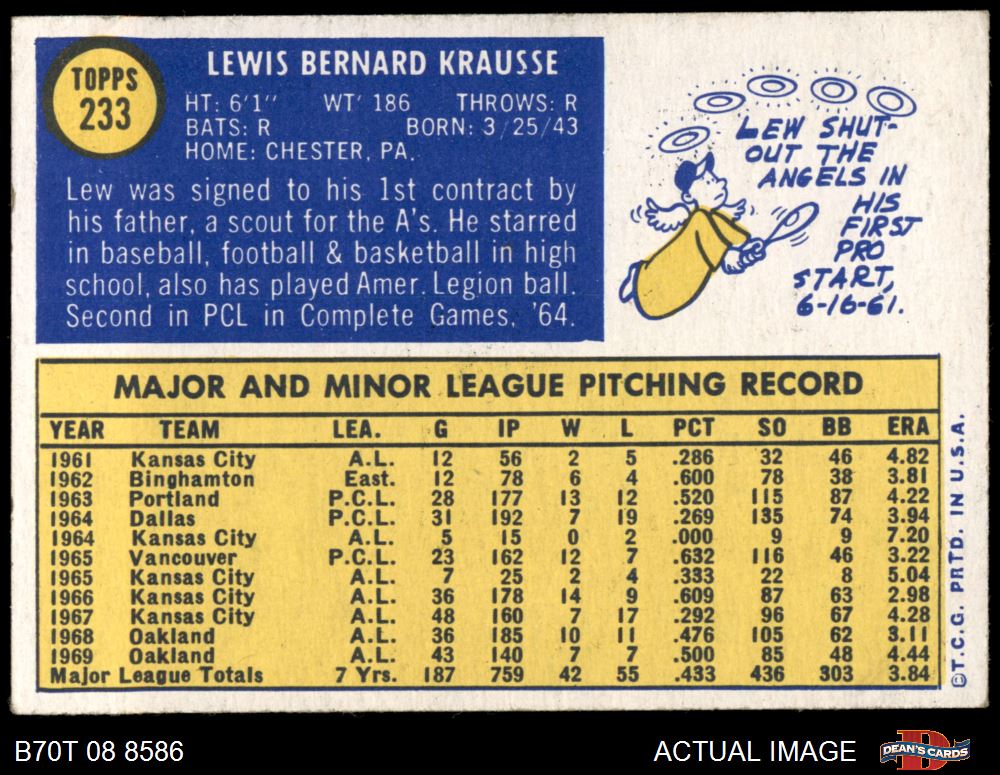 TOPPS
233
LEWIS BERNARD KRAUSSE
HT: 6'1" WT' 186 THROWS: R
BATS: R BORN: 3/25/43
HOME: CHESTER, PA.
Lew was signed to his 1st contract by
his father, a scout for the A's. He starred
in baseball, football & basketball in high
school, also has played Amer. Legion ball.
Second in PCL in Complete Games, '64.
LEW SHUT-
OUT THE
ANGELS IN
HIS
FIRST
PRO
START,
6-16-61.
MAJOR AND MINOR LEAGUE PITCHING RECORD
YEAR TEAM LEA. G IP W L PCT SO BB ERA
1961 Kansas City A.L. 12 56 2 5 .286 32 46 4.82
1962 Binghamton East. 12 78 6 4 .600 78 38 3.81
1963 Portland P.C.L. 28 177 13 12 .520 115 87 4.22
1964 Dallas P.C.L. 31 192 7 19 .269 135 74 3.94
1964 Kansas City A.L. 5 15 0 2 .000 9 9 7.20
1965 Vancouver P.C.L. 23 162 12 7 .632 116 46 3.22
1965 Kansas City A.L. 7 25 2 4 .333 22 8 5.04
1966 Kansas City A.L. 36 178 14 9 .609 87 63 2.98
1967 Kansas City A.L. 48 160 7 17 .292 96 67 4.28
1968 Oakland A.L. 36 185 10 11 .476 105 62 3.11
1969 Oakland A.L. 43 140 7 7 .500 85 48 4.44
Major League Totals 7 Yrs. 187 759 42 55 .433 436 303 3.84
©T.C.G. PRTD. IN U.S.A.
B70T 08 8586 ACTUAL IMAGE
DEAN'S CARDS